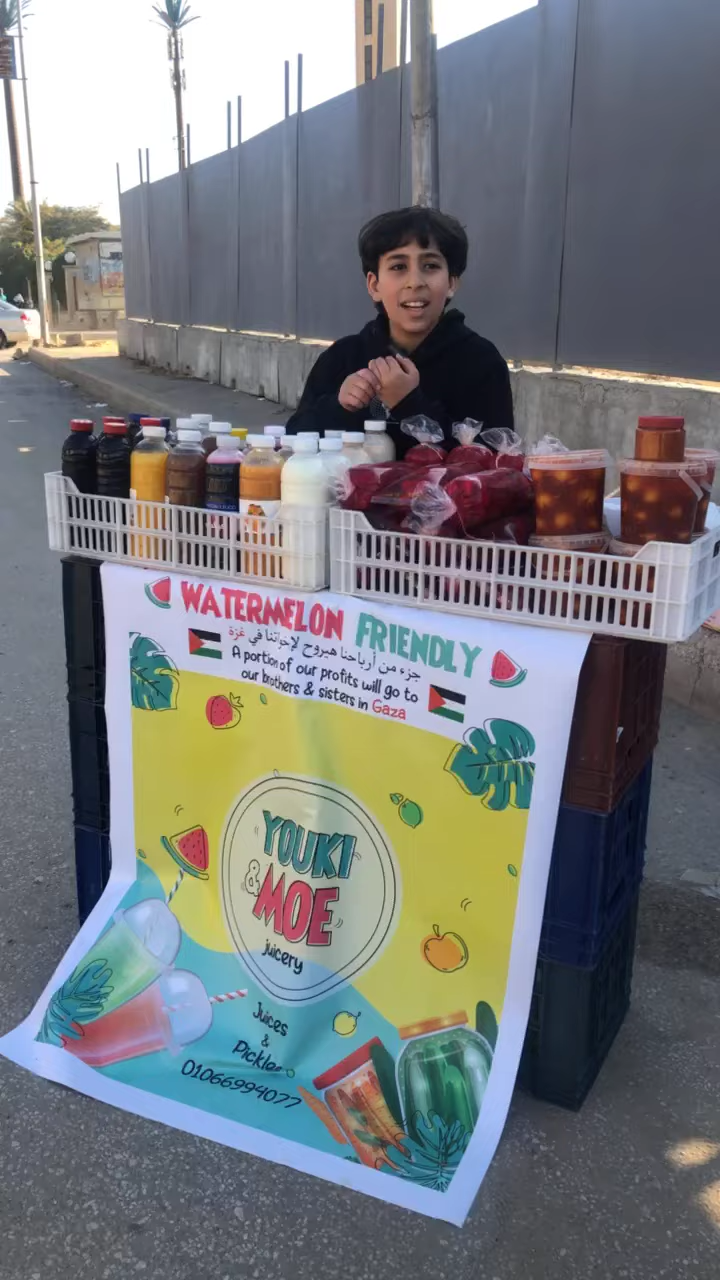 WATERMELON FRIENDLY
جزء من أرباحنا هيروح لإخواتنا في غزة
A portion of our profits will go to
our brothers & sisters in Gaza
YOUKI
& MOE
juicery
Juices
&
Pickles
01066994077